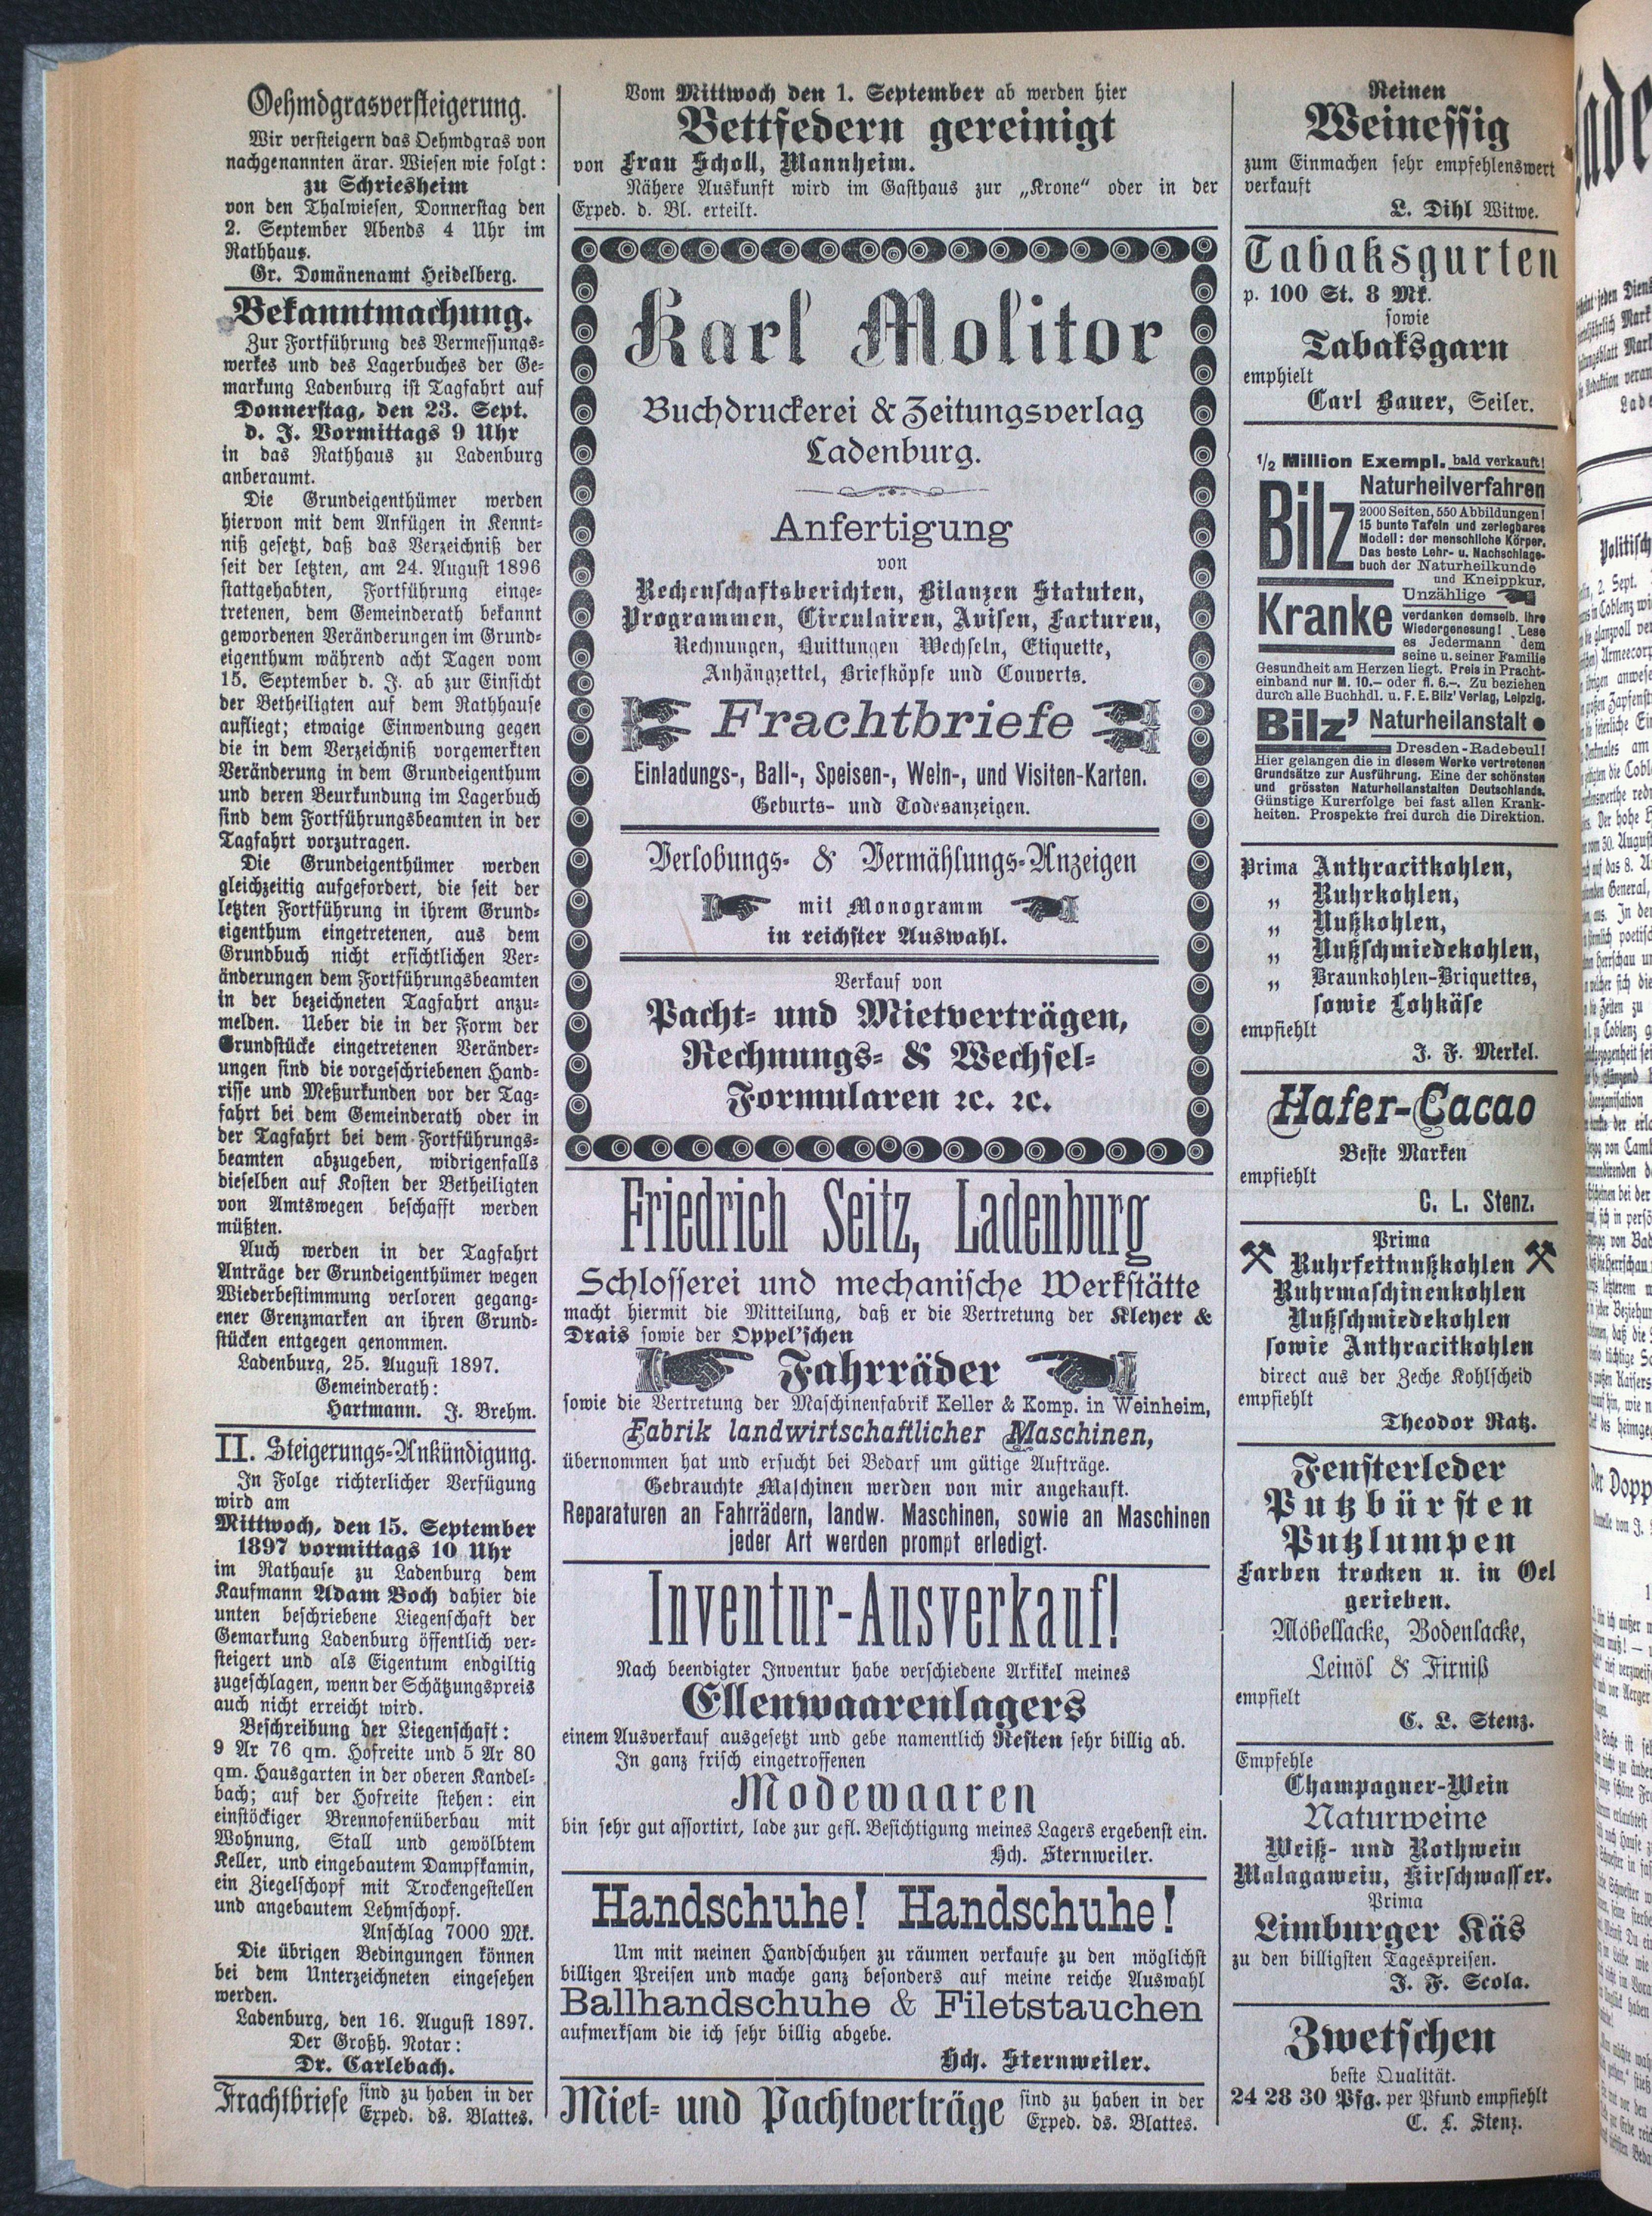 Oehmdgrasversteigerung.
Wir versteigern das Oehmdgras von
nachgenannten ärar. Wiesen wie folgt:
zu Schriesheim
von den Thalwiesen, Donnerstag den
2. September Abends 4 Uhr im
Rathhaus.
Gr. Domänenamt Heidelberg.
Bekanntmachung.
Zur Fortführung des Vermessungs-
werkes und des Lagerbuches der Ge-
markung Ladenburg ist Tagfahrt auf
Donnerstag, den 23. Sept.
d. J. Vormittags 9 Uhr
in das Rathhaus zu Ladenburg
anberaumt.
Die Grundeigenthümer werden
hiervon mit dem Anfügen in Kennt-
niß gesetzt, daß das Verzeichniß der
seit der letzten, am 24. August 1896
stattgehabten, Fortführung einge-
tretenen, dem Gemeinderath bekannt
gewordenen Veränderungen im Grund-
eigenthum während acht Tagen vom
15. September d. J. ab zur Einsicht
der Betheiligten auf dem Rathhause
aufliegt; etwaige Einwendung gegen
die in dem Verzeichniß vorgemerkten
Veränderung in dem Grundeigenthum
und deren Beurkundung im Lagerbuch
sind dem Fortführungsbeamten in der
Tagfahrt vorzutragen.
Die Grundeigenthümer werden
gleichzeitig aufgefordert, die seit der
letzten Fortführung in ihrem Grund-
eigenthum eingetretenen, aus dem
Grundbuch nicht ersichtlichen Ver-
änderungen dem Fortführungsbeamten
in der bezeichneten Tagfahrt anzu-
melden. Ueber die in der Form der
Grundstücke eingetretenen Veränder-
ungen sind die vorgeschriebenen Hand-
risse und Meßurkunden vor der Tag-
fahrt bei dem Gemeinderath oder in
der Tagfahrt bei dem Fortführungs-
beamten abzugeben, widrigenfalls
dieselben auf Kosten der Betheiligten
von Amtswegen beschafft werden
müßten.
Auch werden in der Tagfahrt
Anträge der Grundeigenthümer wegen
Wiederbestimmung verloren gegang-
ener Grenzmarken an ihren Grund-
stücken entgegen genommen.
Ladenburg, 25. August 1897.
Gemeinderath:
Hartmann. J. Brehm.
II. Steigerungs-Ankündigung.
In Folge richterlicher Verfügung
wird am
Mittwoch, den 15. September
1897 vormittags 10 Uhr
im Rathause zu Ladenburg dem
Kaufmann Adam Boch dahier die
unten beschriebene Liegenschaft der
Gemarkung Ladenburg öffentlich ver-
steigert und als Eigentum endgiltig
zugeschlagen, wenn der Schätzungspreis
auch nicht erreicht wird.
Beschreibung der Liegenschaft:
9 Ar 76 qm. Hofreite und 5 Ar 80
qm. Hausgarten in der oberen Kandel-
bach; auf der Hofreite stehen: ein
einstöckiger Brennofenüberbau mit
Wohnung, Stall und gewölbtem
Keller, und eingebautem Dampfkamin,
ein Ziegelschopf mit Trockengestellen
und angebautem Lehmschopf.
Anschlag 7000 Mk.
Die übrigen Bedingungen können
bei dem Unterzeichneten eingesehen
werden.
Ladenburg, den 16. August 1897.
Der Großh. Notar:
Dr. Carlebach.
Frachtbriefe sind zu haben in der
Exped. ds. Blattes.
Vom Mittwoch den 1. September ab werden hier
Bettfedern gereinigt
von Frau Scholl, Mannheim.
Nähere Auskunft wird im Gasthaus zur „Krone“ oder in der
Exped. d. Bl. erteilt.
Karl Molitor
Buchdruckerei & Zeitungsverlag
Ladenburg.
Anfertigung
von
Rechenschaftsberichten, Bilanzen Statuten,
Programmen, Circulairen, Avisen, Facturen,
Rechnungen, Quittungen Wechseln, Etiquette,
Anhängzettel, Briefköpfe und Couverts.
Frachtbriefe
Einladungs-, Ball-, Speisen-, Wein-, und Visiten-Karten.
Geburts- und Todesanzeigen.
Verlobungs- & Vermählungs-Anzeigen
mit Monogramm
in reichster Auswahl.
Verkauf von
Pacht- und Mietverträgen,
Rechnungs- & Wechsel-
Formularen ꝛc. ꝛc.
Friedrich Seitz, Ladenburg
Schlosserei und mechanische Werkstätte
macht hiermit die Mitteilung, daß er die Vertretung der Kleyer &
Drais sowie der Oppel'schen
Fahrräder
sowie die Vertretung der Maschinenfabrik Keller & Komp. in Weinheim,
Fabrik landwirtschaftlicher Maschinen,
übernommen hat und ersucht bei Bedarf um gütige Aufträge.
Gebrauchte Maschinen werden von mir angekauft.
Reparaturen an Fahrrädern, landw. Maschinen, sowie an Maschinen
jeder Art werden prompt erledigt.
Inventur-Ausverkauf!
Nach beendigter Inventur habe verschiedene Artikel meines
Ellenwaarenlagers
einem Ausverkauf ausgesetzt und gebe namentlich Resten sehr billig ab.
In ganz frisch eingetroffenen
Modewaaren
bin sehr gut assortirt, lade zur gefl. Besichtigung meines Lagers ergebenst ein.
Hch. Sternweiler.
Handschuhe! Handschuhe!
Um mit meinen Handschuhen zu räumen verkaufe zu den möglichst
billigen Preisen und mache ganz besonders auf meine reiche Auswahl
Ballhandschuhe & Filetstauchen
aufmerksam die ich sehr billig abgebe.
Hch. Sternweiler.
Miet- und Pachtverträge sind zu haben in der
Exped. ds. Blattes.
Reinen
Weinessig
zum Einmachen sehr empfehlenswert
verkauft
L. Dihl Witwe.
Tabaksgurten
p. 100 St. 8 Mk.
sowie
Tabaksgarn
emphielt
Carl Bauer, Seiler.
1/2 Million Exempl. bald verkauft!
Bilz Naturheilverfahren
2000 Seiten, 550 Abbildungen!
15 bunte Tafeln und zerlegbares
Modell: der menschliche Körper.
Das beste Lehr- u. Nachschlage-
buch der Naturheilkunde
und Kneippkur.
Kranke Unzählige
verdanken demselb. ihre
Wiedergenesung! Lese
es Jedermann dem
seine u. seiner Familie
Gesundheit am Herzen liegt. Preis in Pracht-
einband nur M. 10.– oder fl. 6.–. Zu beziehen
durch alle Buchhdl. u. F. E. Bilz' Verlag, Leipzig.
Bilz' Naturheilanstalt
Dresden-Radebeul!
Hier gelangen die in diesem Werke vertretenen
Grundsätze zur Ausführung. Eine der schönsten
und grössten Naturheilanstalten Deutschlands.
Günstige Kurerfolge bei fast allen Krank-
heiten. Prospekte frei durch die Direktion.
Prima Anthracitkohlen,
„ Ruhrkohlen,
„ Nußkohlen,
„ Nußschmiedekohlen,
„ Braunkohlen-Briquettes,
sowie Lohkäse
empfiehlt
J. F. Merkel.
Hafer-Cacao
Beste Marken
empfiehlt
C. L. Stenz.
Prima
Ruhrfettnußkohlen
Ruhrmaschinenkohlen
Nußschmiedekohlen
sowie Anthracitkohlen
direct aus der Zeche Kohlscheid
empfiehlt
Theodor Ratz.
Fensterleder
Putzbürsten
Putzlumpen
Farben trocken u. in Oel
gerieben.
Möbellacke, Bodenlacke,
Leinöl & Firniß
empfielt
C. L. Stenz.
Empfehle
Champagner-Wein
Naturweine
Weiß- und Rothwein
Malagawein, Kirschwasser.
Prima
Limburger Käs
zu den billigsten Tagespreisen.
J. F. Scola.
Zwetschen
beste Qualität.
24 28 30 Pfg. per Pfund empfiehlt
C. L. Stenz.